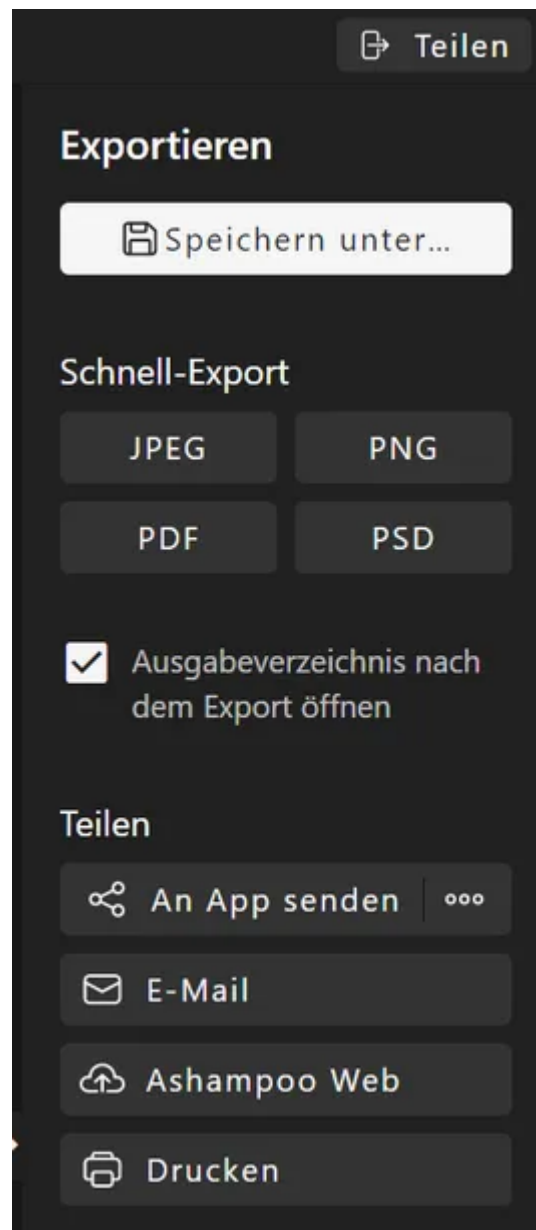 Teilen
Exportieren
Speichern unter...
Schnell-Export
JPEG
PNG
PDF
PSD
Ausgabeverzeichnis nach
dem Export öffnen
Teilen
An App senden
E-Mail
Ashampoo Web
Drucken